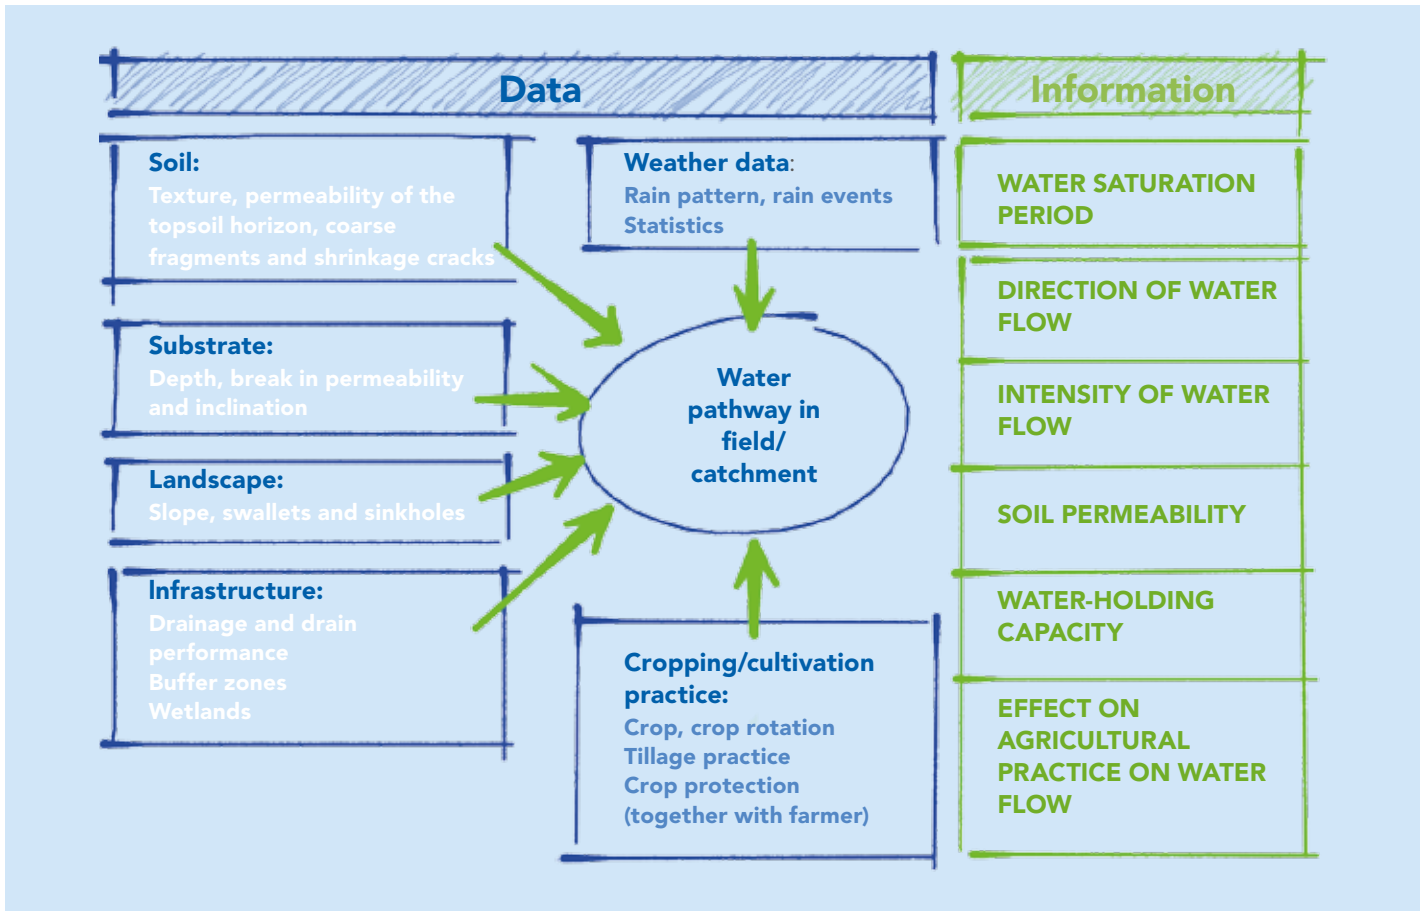 Data
Information
Soil:
Texture, permeability of the
topsoil horizon, coarse
fragments and shrinkage cracks
Substrate:
Depth, break in permeability
and inclination
Landscape:
Slope, swallets and sinkholes
Infrastructure:
Drainage and drain
performance
Buffer zones
Wetlands
Weather data:
Rain pattern, rain events
Statistics
Water
pathway in
field/
catchment
Cropping/cultivation
practice:
Crop, crop rotation
Tillage practice
Crop protection
(together with farmer)
WATER SATURATION
PERIOD
DIRECTION OF WATER
FLOW
INTENSITY OF WATER
FLOW
SOIL PERMEABILITY
WATER-HOLDING
CAPACITY
EFFECT ON
AGRICULTURAL
PRACTICE ON WATER
FLOW